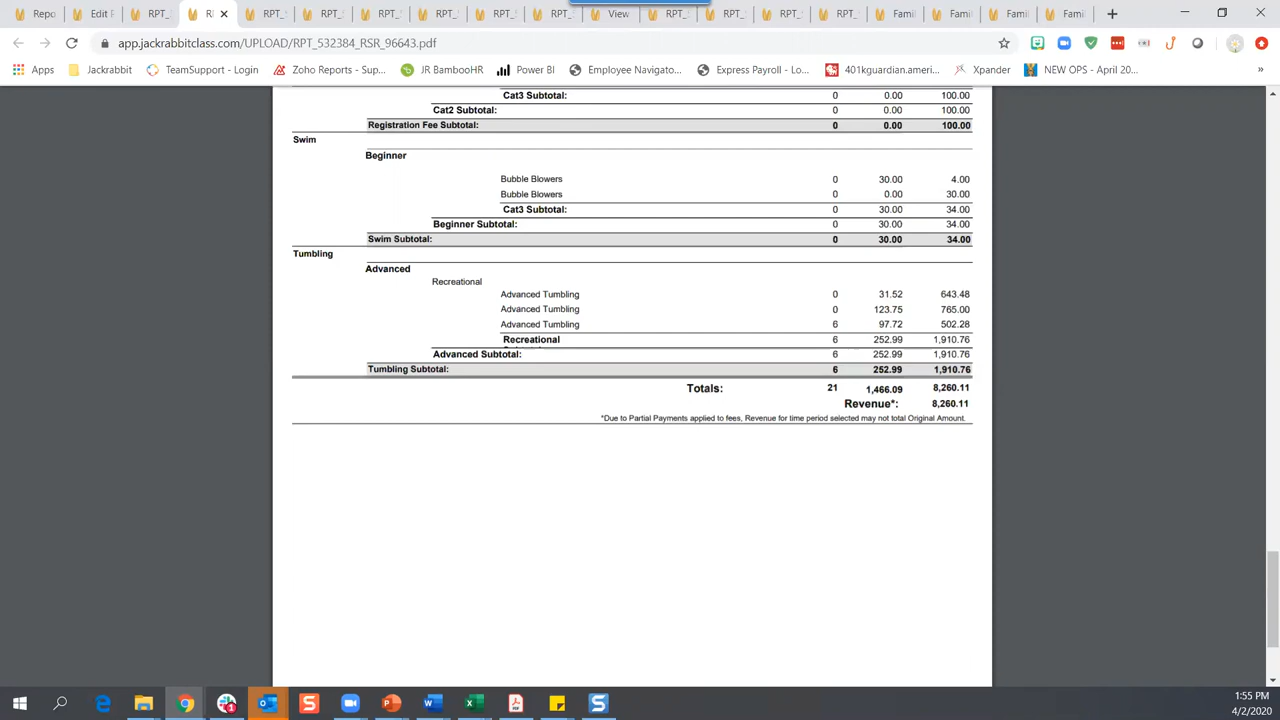 Repo
Edit F
RPT_
RI
RPT_
RPT_
RPT_
RPT_
RPT_
RPT_
View
RPT_
RPT_
RPT_
RPT_
Famil
Famil
Famil
Famil
app.jackrabbitclass.com/UPLOAD/RPT_532384_RSR_96643.pdf
Apps
Jackrabbit
TeamSupport - Login
Zoho Reports - Sup...
JR BambooHR
Power BI
Employee Navigato...
Express Payroll - Lo...
401kguardian.ameri...
Xpander
NEW OPS - April 20...
»
Cat3 Subtotal: 0 0.00 100.00
Cat2 Subtotal: 0 0.00 100.00
Registration Fee Subtotal: 0 0.00 100.00
Swim
Beginner
Bubble Blowers 0 30.00 4.00
Bubble Blowers 0 0.00 30.00
Cat3 Subtotal: 0 30.00 34.00
Beginner Subtotal: 0 30.00 34.00
Swim Subtotal: 0 30.00 34.00
Tumbling
Advanced
Recreational
Advanced Tumbling 0 31.52 643.48
Advanced Tumbling 0 123.75 765.00
Advanced Tumbling 6 97.72 502.28
Recreational 6 252.99 1,910.76
Advanced Subtotal: 6 252.99 1,910.76
Tumbling Subtotal: 6 252.99 1,910.76
Totals: 21 1,466.09 8,260.11
Revenue*: 8,260.11
*Due to Partial Payments applied to fees, Revenue for time period selected may not total Original Amount.
1:55 PM
4/2/2020